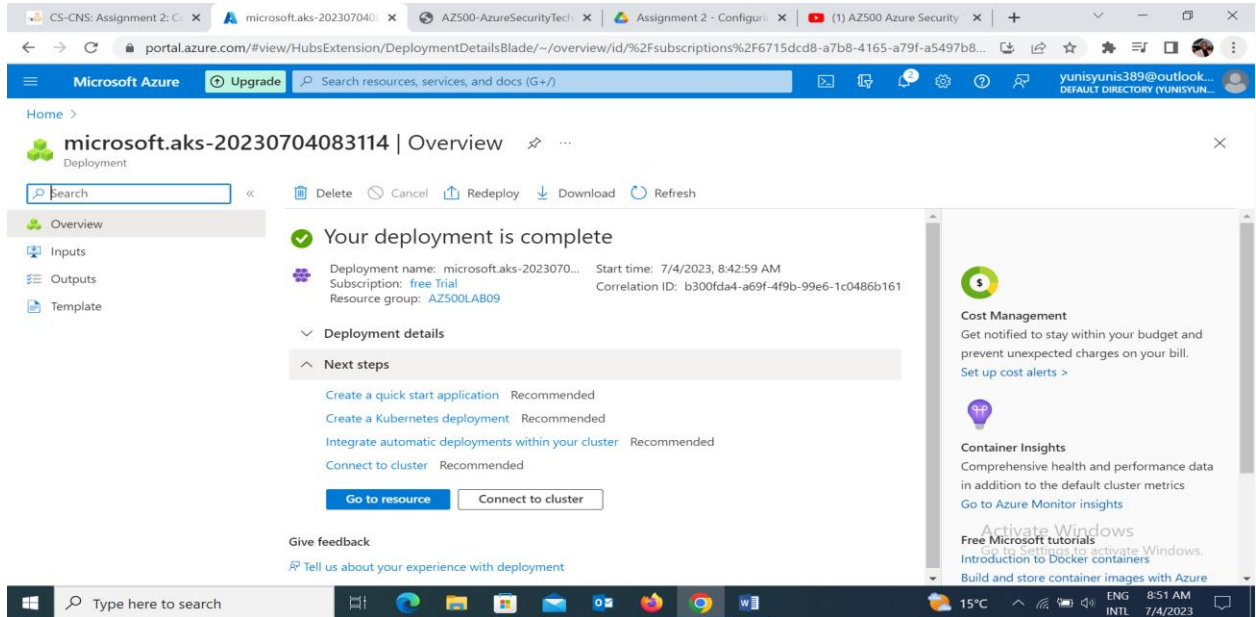 CS-CNS: Assignment 2: Co
microsoft.aks-2023070408
AZ500-AzureSecurityTech
Assignment 2 - Configurin
(1) AZ500 Azure Security
portal.azure.com/#view/HubsExtension/DeploymentDetailsBlade/~/overview/id/%2Fsubscriptions%2F6715dcd8-a7b8-4165-a79f-a5497b8...
Microsoft Azure
Upgrade
Search resources, services, and docs (G+/)
2
yunisyunis389@outlook...
DEFAULT DIRECTORY (YUNISYUN...
Home >
microsoft.aks-20230704083114 | Overview
Deployment
Search
Delete Cancel Redeploy Download Refresh
Overview
Inputs
Outputs
Template
Your deployment is complete
Deployment name: microsoft.aks-2023070... Start time: 7/4/2023, 8:42:59 AM
Subscription: free Trial Correlation ID: b300fda4-a69f-4f9b-99e6-1c0486b161
Resource group: AZ500LAB09
Deployment details
Next steps
Create a quick start application Recommended
Create a Kubernetes deployment Recommended
Integrate automatic deployments within your cluster Recommended
Connect to cluster Recommended
Go to resource Connect to cluster
Give feedback
Tell us about your experience with deployment
Cost Management
Get notified to stay within your budget and
prevent unexpected charges on your bill.
Set up cost alerts >
Container Insights
Comprehensive health and performance data
in addition to the default cluster metrics
Go to Azure Monitor insights
Activate Windows
Go to Settings to activate Windows.
Free Microsoft tutorials
Introduction to Docker containers
Build and store container images with Azure
Type here to search
15°C
ENG
INTL
8:51 AM
7/4/2023